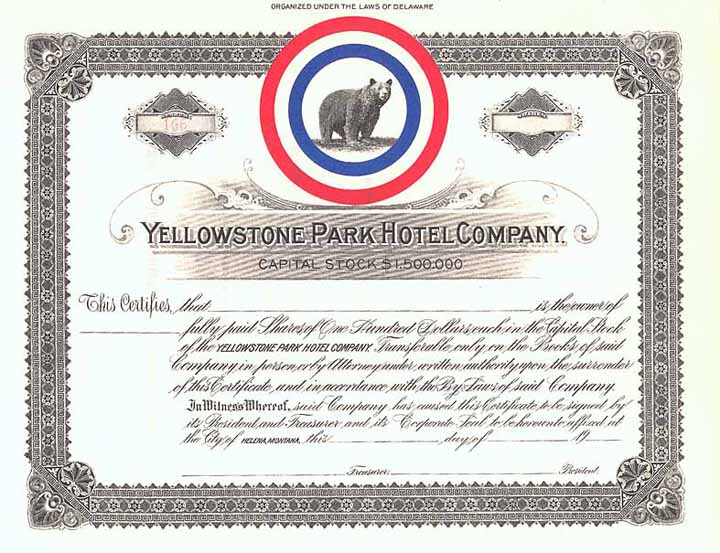 ORGANIZED UNDER THE LAWS OF DELAWARE
166
YELLOWSTONE PARK HOTEL COMPANY.
CAPITAL STOCK $1,500,000
This Certifies, that is the owner of
fully paid Shares of One Hundred Dollars, each in the Capital Stock
of the YELLOWSTONE PARK HOTEL COMPANY. Transferable only on the Books of said
Company in person or by Attorney under written authority upon the surrender
of this Certificate, and in accordance with the By Laws of said Company.
In Witness Whereof, said Company has caused this Certificate to be signed by
its President and Treasurer and its Corporate Seal to be hereunto affixed, at
the City of HELENA, MONTANA, this day of 19
Treasurer. President.